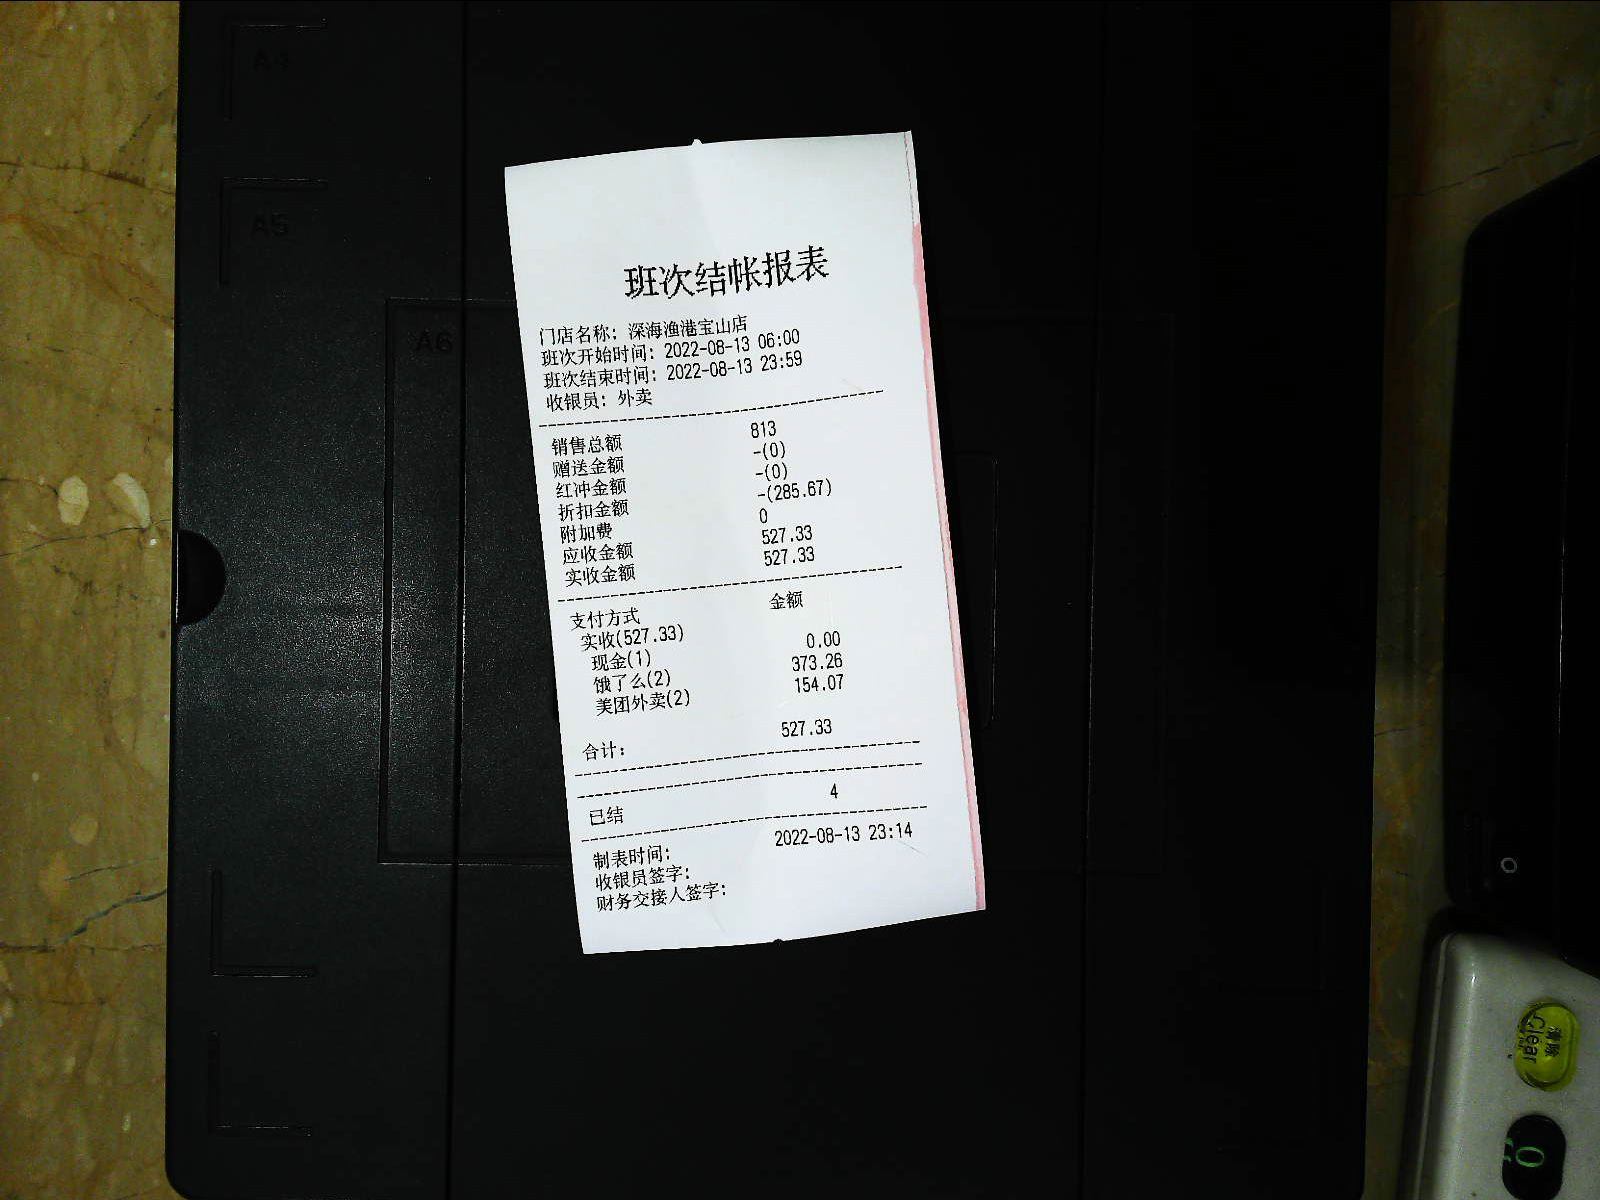 A4
A5
A6
班次结帐报表
门店名称: 深海渔港宝山店
班次开始时间: 2022-08-13 06:00
班次结束时间: 2022-08-13 23:59
收银员: 外卖
销售总额 813
赠送金额 -(0)
红冲金额 -(0)
折扣金额 -(285.67)
附加费 0
应收金额 527.33
实收金额 527.33
支付方式 金额
实收(527.33)
现金(1) 0.00
饿了么(2) 373.26
美团外卖(2) 154.07
合计: 527.33
已结 4
制表时间: 2022-08-13 23:14
收银员签字:
财务交接人签字:
清除
Clear
0